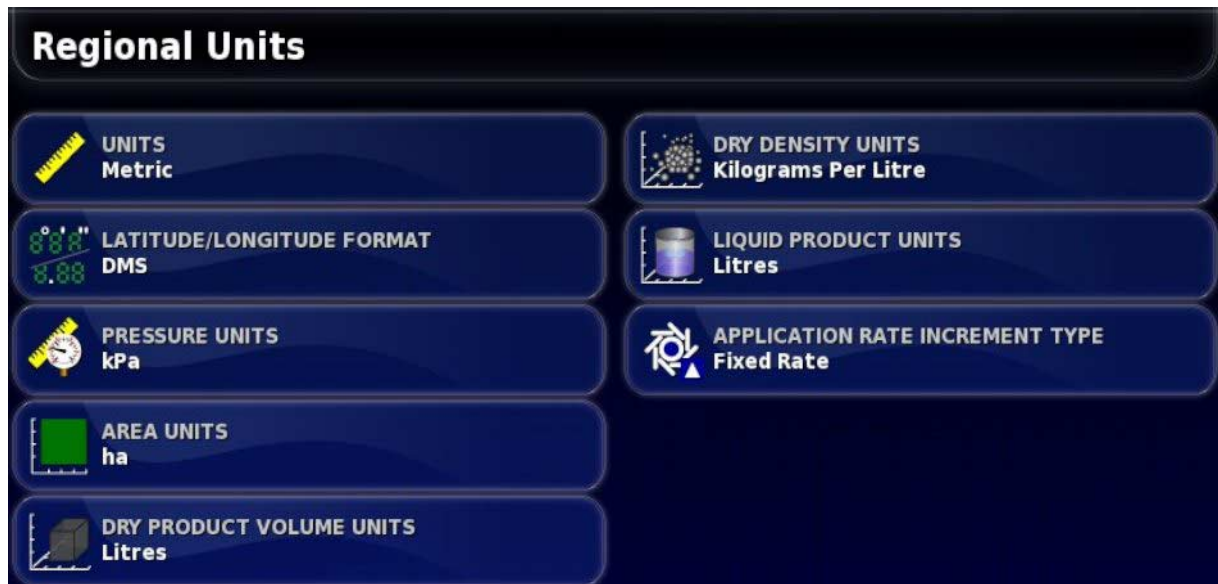 Regional Units
UNITS
Metric
LATITUDE/LONGITUDE FORMAT
DMS
PRESSURE UNITS
kPa
AREA UNITS
ha
DRY PRODUCT VOLUME UNITS
Litres
DRY DENSITY UNITS
Kilograms Per Litre
LIQUID PRODUCT UNITS
Litres
APPLICATION RATE INCREMENT TYPE
Fixed Rate